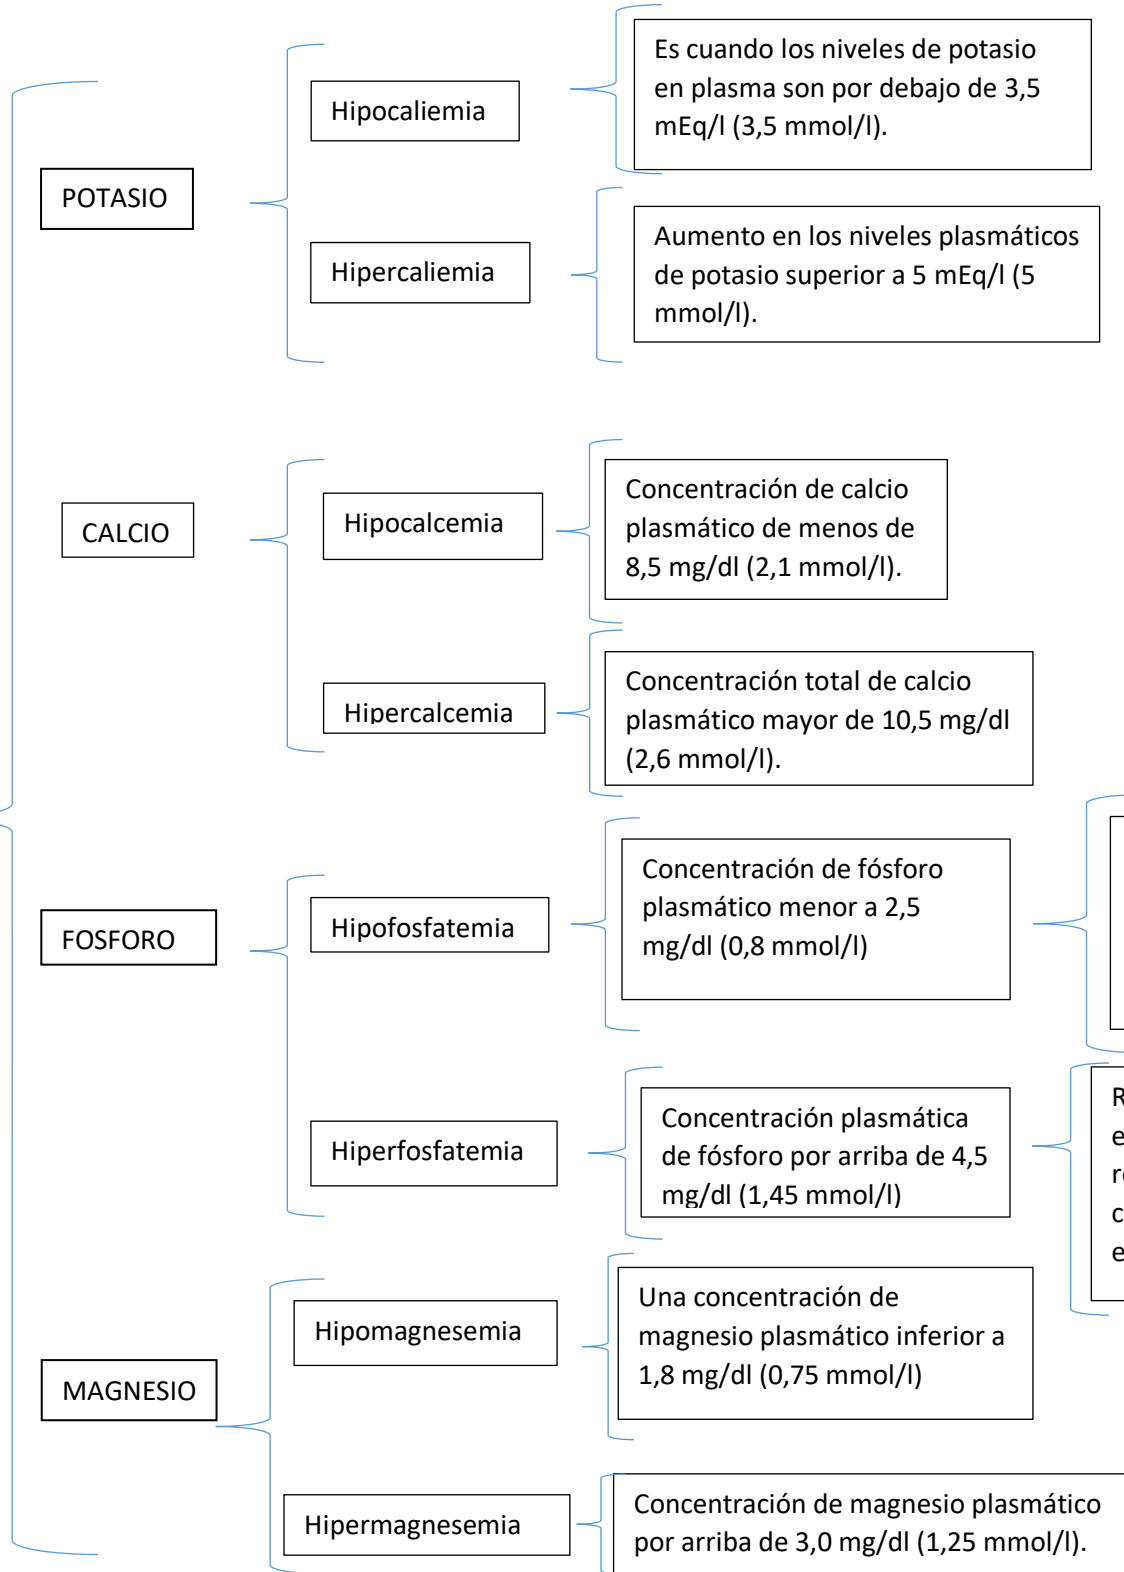 POTASIO
Hipocaliemia
Es cuando los niveles de potasio
en plasma son por debajo de 3,5
mEq/l (3,5 mmol/l).
Hipercaliemia
Aumento en los niveles plasmáticos
de potasio superior a 5 mEq/l (5
mmol/l).
CALCIO
Hipocalcemia
Concentración de calcio
plasmático de menos de
8,5 mg/dl (2,1 mmol/l).
Hipercalcemia
Concentración total de calcio
plasmático mayor de 10,5 mg/dl
(2,6 mmol/l).
FOSFORO
Hipofosfatemia
Concentración de fósforo
plasmático menor a 2,5
mg/dl (0,8 mmol/l)
Hiperfosfatemia
Concentración plasmática
de fósforo por arriba de 4,5
mg/dl (1,45 mmol/l)
MAGNESIO
Hipomagnesemia
Una concentración de
magnesio plasmático inferior a
1,8 mg/dl (0,75 mmol/l)
Hipermagnesemia
Concentración de magnesio plasmático
por arriba de 3,0 mg/dl (1,25 mmol/l).